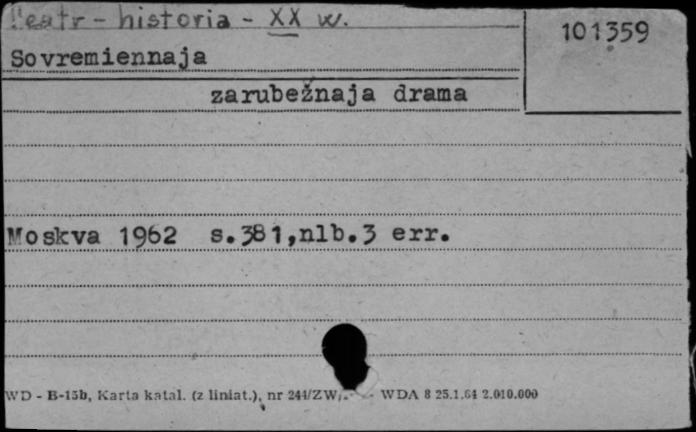 Teatr - historia - XX w.
101359
Sovremiennaja
zarubežnaja drama
Moskva 1962 s.381,nlb.3 err.
WD - B-15b, Karta katal. (z liniat.), nr 244/ZW/. WDA 8 25.1.64 2.010.000